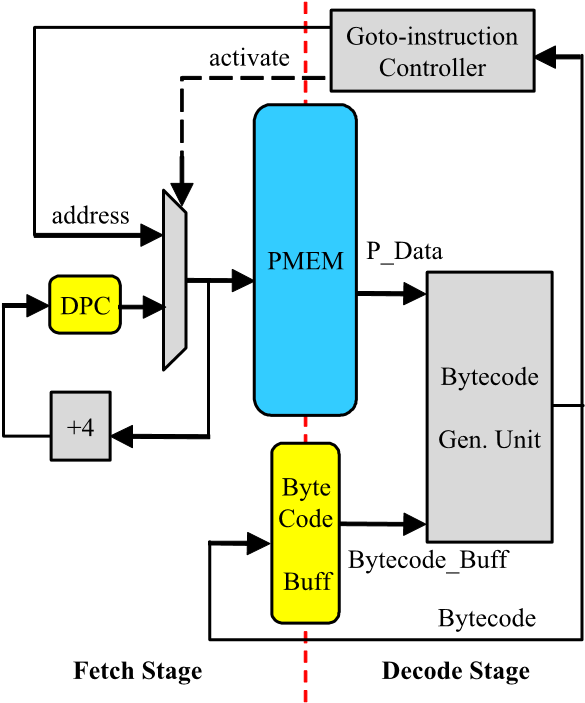 Goto-instruction
Controller
activate
address
PMEM
P_Data
DPC
Bytecode
Gen. Unit
+4
Byte
Code
Buff
Bytecode_Buff
Bytecode
Fetch Stage
Decode Stage